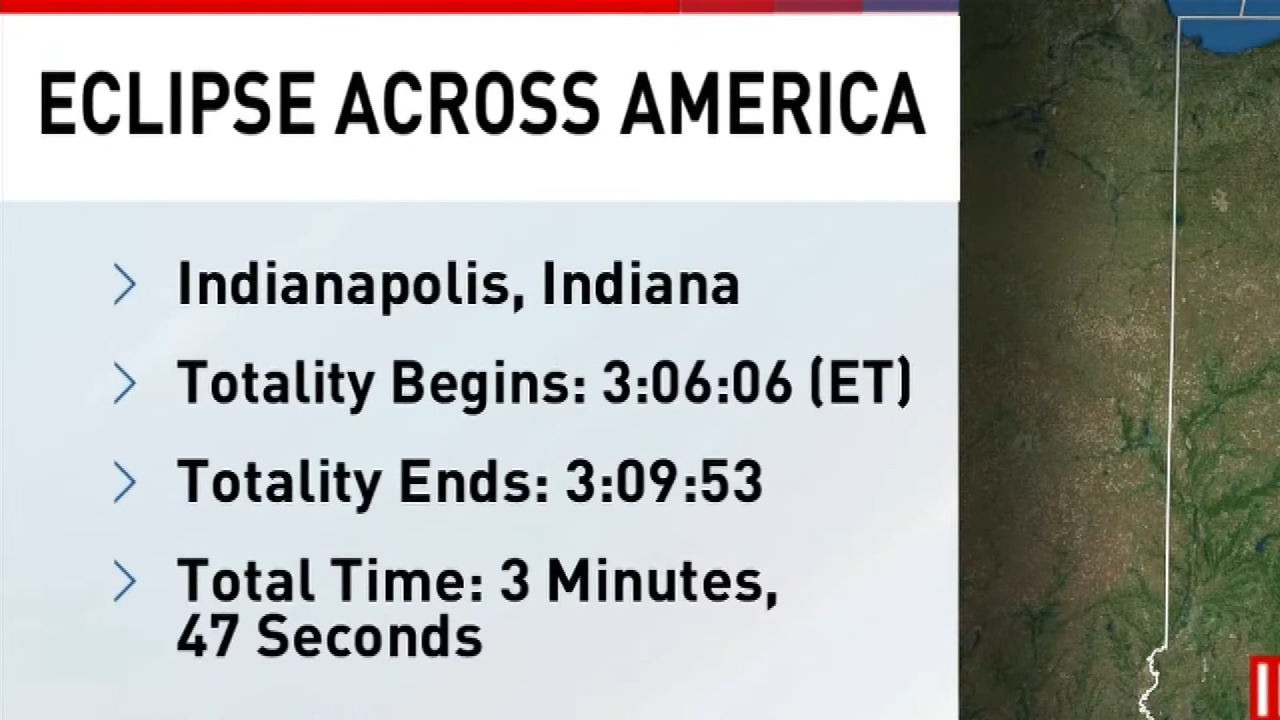 ECLIPSE ACROSS AMERICA
Indianapolis, Indiana
Totality Begins: 3:06:06 (ET)
Totality Ends: 3:09:53
Total Time: 3 Minutes,
47 Seconds